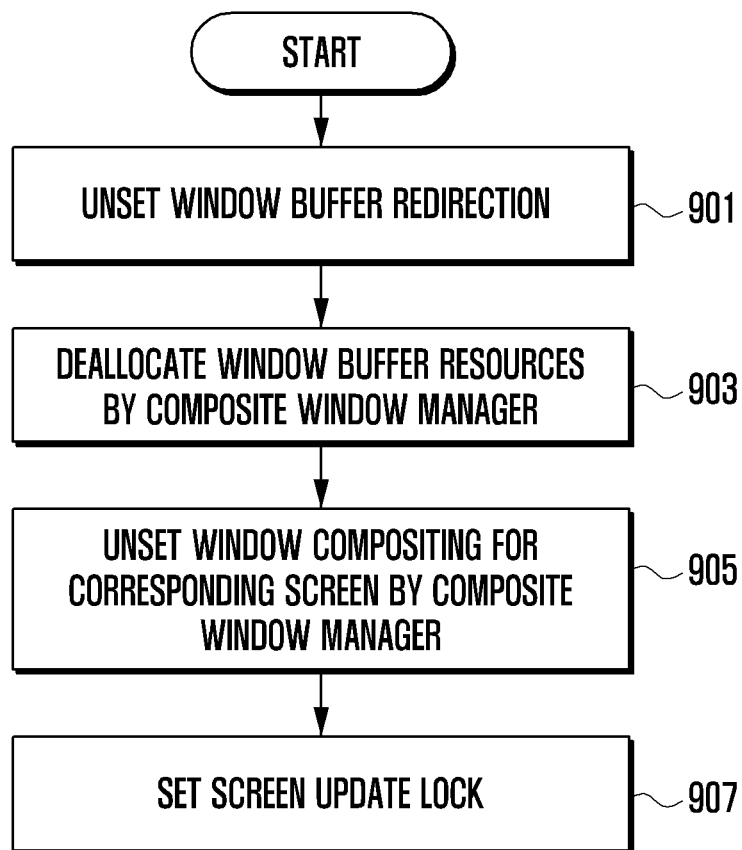 START
UNSET WINDOW BUFFER REDIRECTION
901
DEALLOCATE WINDOW BUFFER RESOURCES
BY COMPOSITE WINDOW MANAGER
903
UNSET WINDOW COMPOSITING FOR
CORRESPONDING SCREEN BY COMPOSITE
WINDOW MANAGER
905
SET SCREEN UPDATE LOCK
907